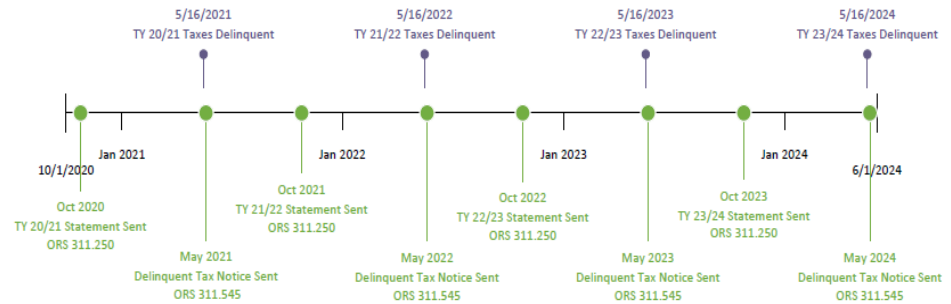 5/16/2021
TY 20/21 Taxes Delinquent
5/16/2022
TY 21/22 Taxes Delinquent
5/16/2023
TY 22/23 Taxes Delinquent
5/16/2024
TY 23/24 Taxes Delinquent
Jan 2021
Jan 2022
Jan 2023
Jan 2024
10/1/2020
6/1/2024
Oct 2020
TY 20/21 Statement Sent
ORS 311.250
Oct 2021
TY 21/22 Statement Sent
ORS 311.250
Oct 2022
TY 22/23 Statement Sent
ORS 311.250
Oct 2023
TY 23/24 Statement Sent
ORS 311.250
May 2021
Delinquent Tax Notice Sent
ORS 311.545
May 2022
Delinquent Tax Notice Sent
ORS 311.545
May 2023
Delinquent Tax Notice Sent
ORS 311.545
May 2024
Delinquent Tax Notice Sent
ORS 311.545